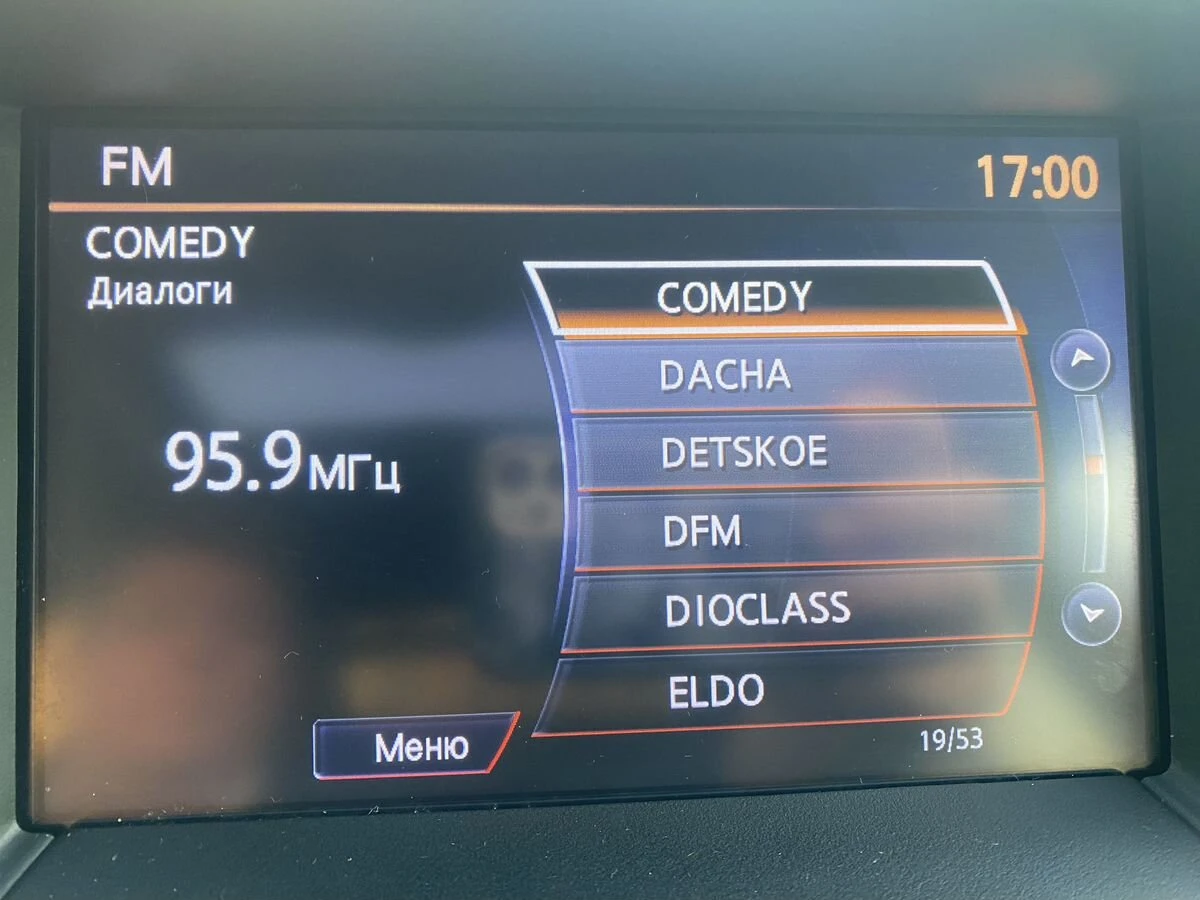 FM
17:00
COMEDY
Диалоги
95.9МГц
COMEDY
DACHA
DETSKOE
DFM
DIOCLASS
ELDO
19/53
Меню